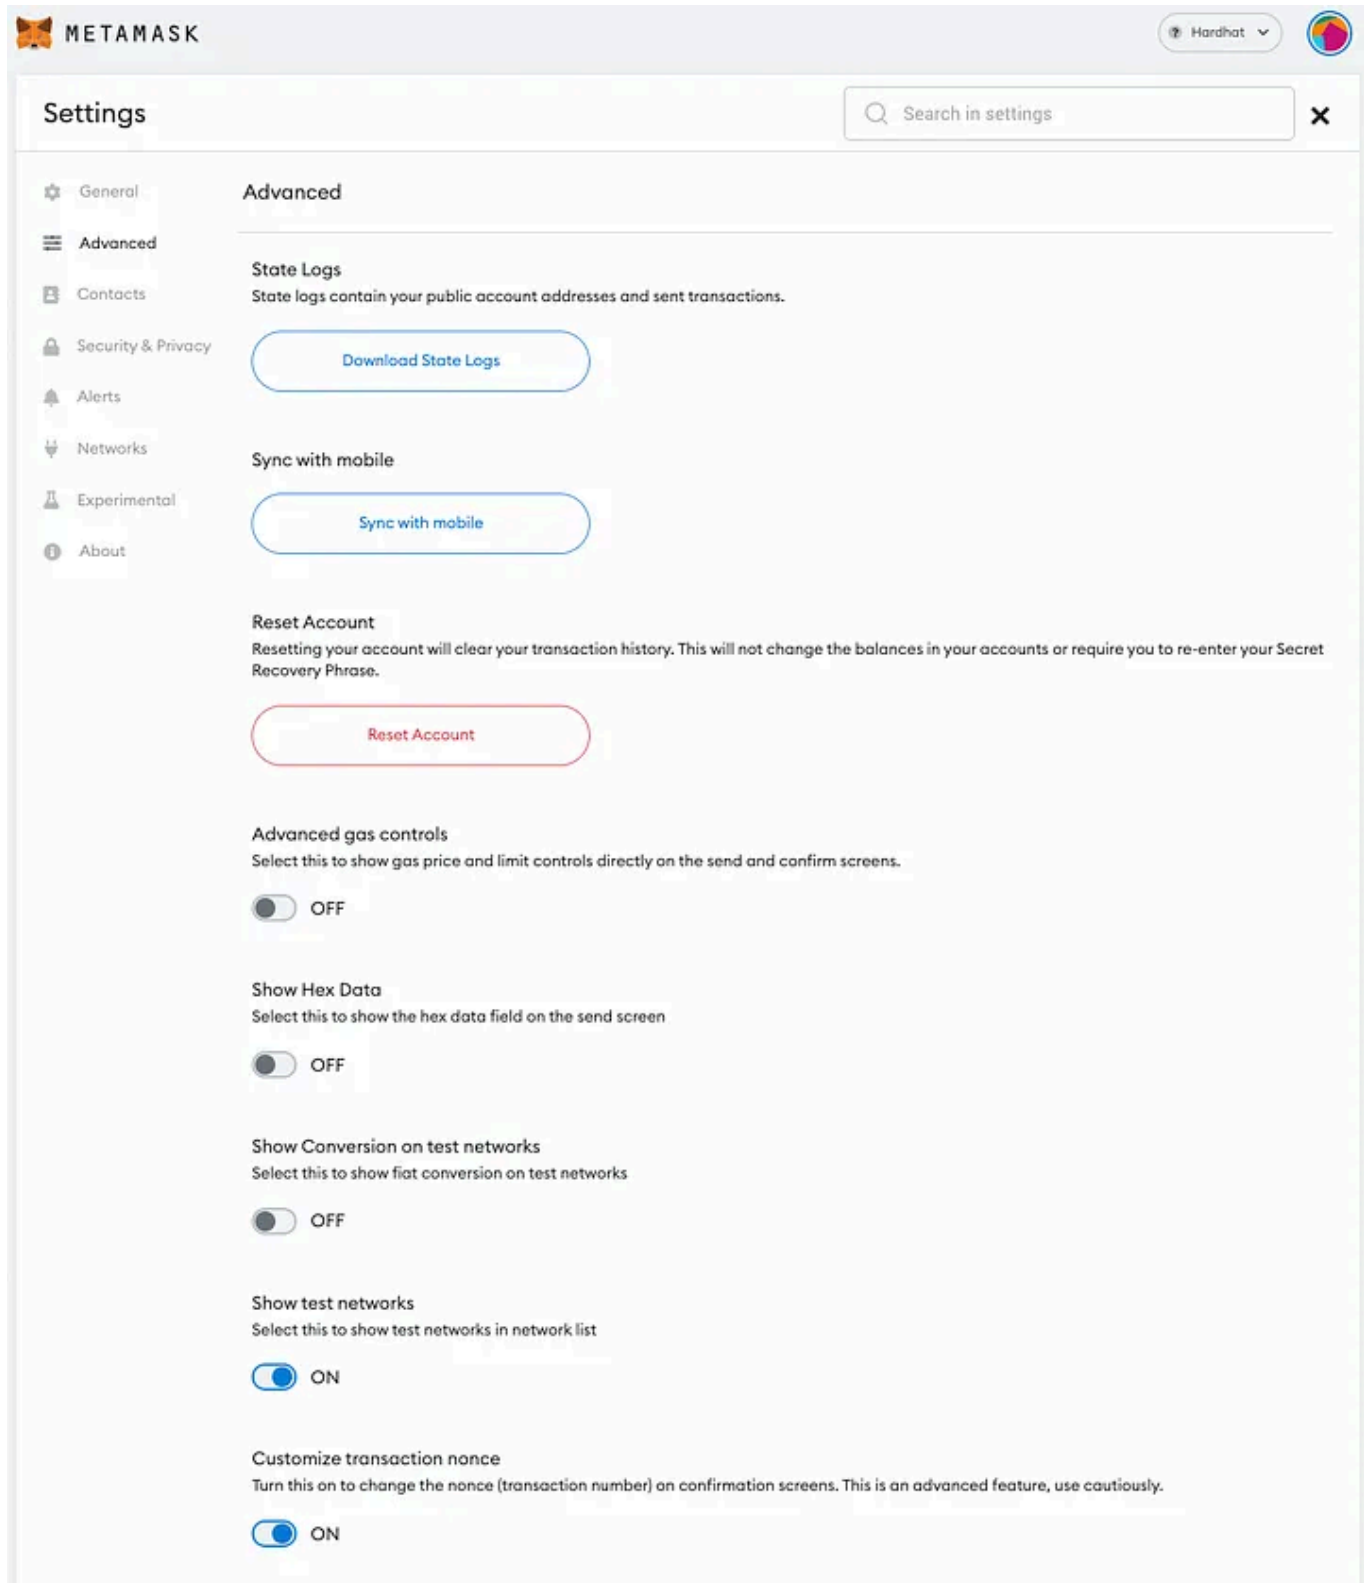 METAMASK
Hardhat
Settings
Search in settings
General
Advanced
Contacts
Security & Privacy
Alerts
Networks
Experimental
About
Advanced
State Logs
State logs contain your public account addresses and sent transactions.
Download State Logs
Sync with mobile
Sync with mobile
Reset Account
Resetting your account will clear your transaction history. This will not change the balances in your accounts or require you to re-enter your Secret
Recovery Phrase.
Reset Account
Advanced gas controls
Select this to show gas price and limit controls directly on the send and confirm screens.
OFF
Show Hex Data
Select this to show the hex data field on the send screen
OFF
Show Conversion on test networks
Select this to show fiat conversion on test networks
OFF
Show test networks
Select this to show test networks in network list
ON
Customize transaction nonce
Turn this on to change the nonce (transaction number) on confirmation screens. This is an advanced feature, use cautiously.
ON